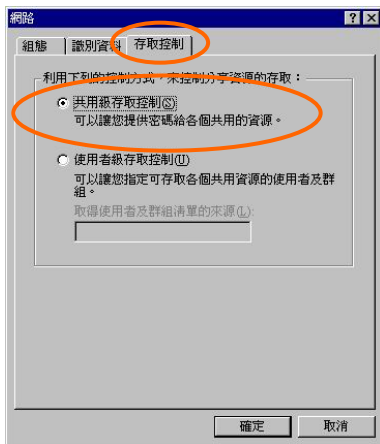 網路
組態 識別資料 存取控制
利用下列的控制方式，來控制分享資源的存取：
共用級存取控制(S)
可以讓您提供密碼給各個共用的資源。
使用者級存取控制(U)
可以讓您指定可存取各個共用資源的使用者及群
組。
取得使用者及群組清單的來源(L):
確定 取消